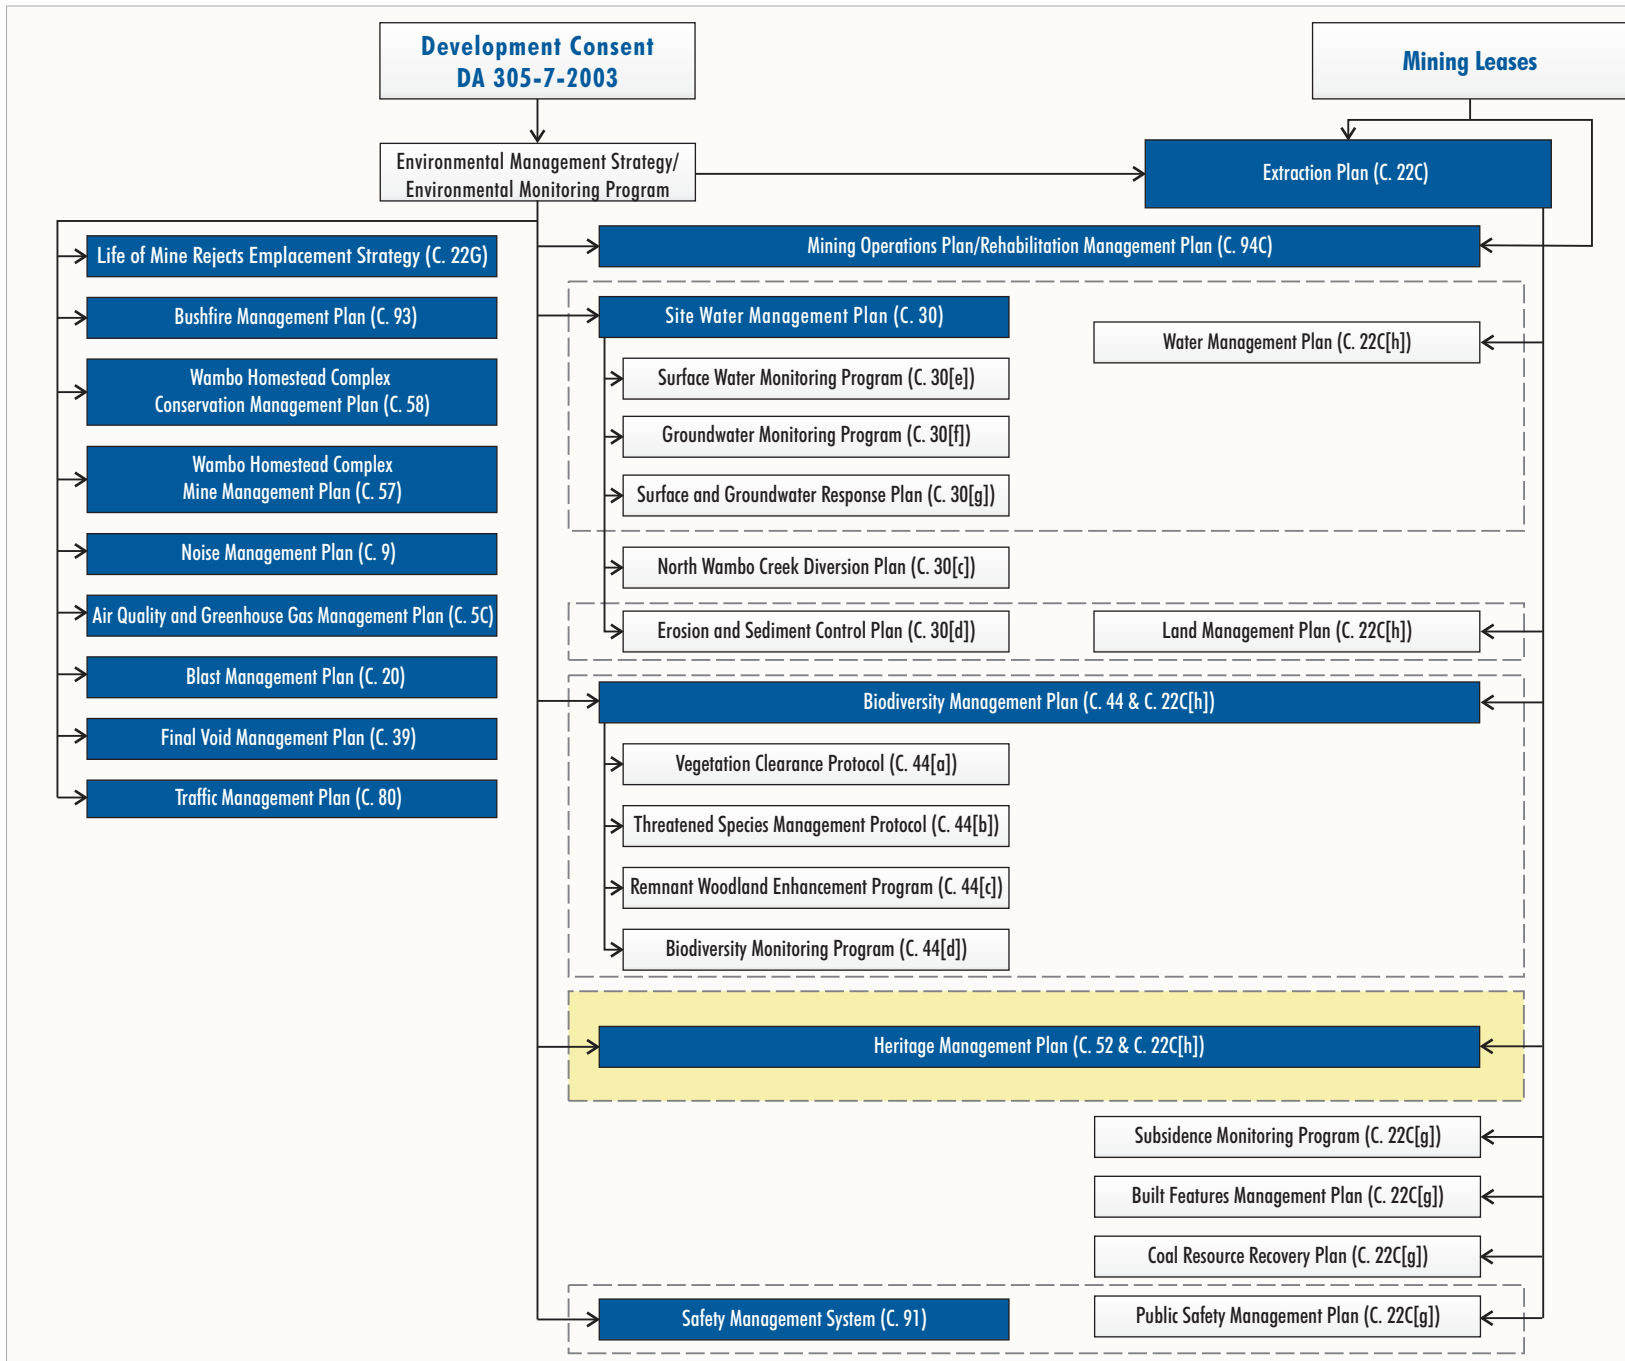 Development Consent
DA 305-7-2003
Mining Leases
Environmental Management Strategy/
Environmental Monitoring Program
Extraction Plan (C. 22C)
Life of Mine Rejects Emplacement Strategy (C. 22G)
Bushfire Management Plan (C. 93)
Wambo Homestead Complex
Conservation Management Plan (C. 58)
Wambo Homestead Complex
Mine Management Plan (C. 57)
Noise Management Plan (C. 9)
Air Quality and Greenhouse Gas Management Plan (C. 5C)
Blast Management Plan (C. 20)
Final Void Management Plan (C. 39)
Traffic Management Plan (C. 80)
Mining Operations Plan/Rehabilitation Management Plan (C. 94C)
Site Water Management Plan (C. 30)
Water Management Plan (C. 22C[h])
Surface Water Monitoring Program (C. 30[e])
Groundwater Monitoring Program (C. 30[f])
Surface and Groundwater Response Plan (C. 30[g])
North Wambo Creek Diversion Plan (C. 30[c])
Erosion and Sediment Control Plan (C. 30[d])
Land Management Plan (C. 22C[h])
Biodiversity Management Plan (C. 44 & C. 22C[h])
Vegetation Clearance Protocol (C. 44[a])
Threatened Species Management Protocol (C. 44[b])
Remnant Woodland Enhancement Program (C. 44[c])
Biodiversity Monitoring Program (C. 44[d])
Heritage Management Plan (C. 52 & C. 22C[h])
Subsidence Monitoring Program (C. 22C[g])
Built Features Management Plan (C. 22C[g])
Coal Resource Recovery Plan (C. 22C[g])
Safety Management System (C. 91)
Public Safety Management Plan (C. 22C[g])